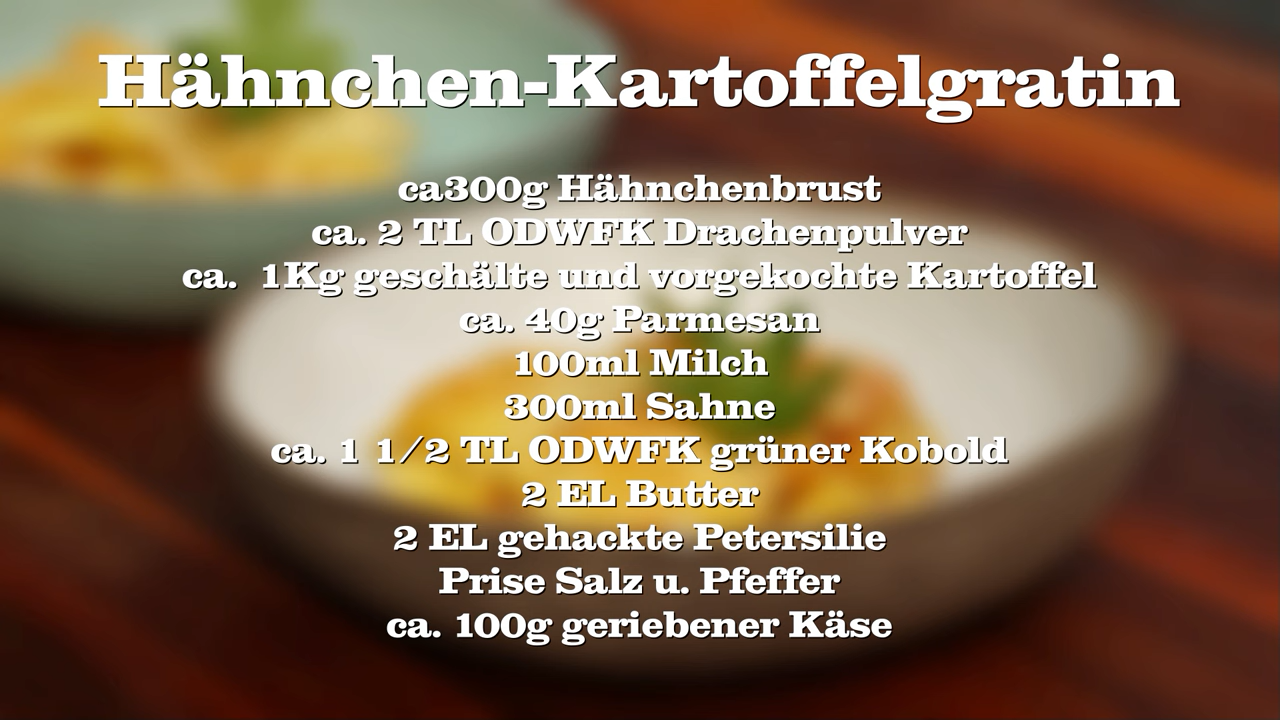 Hähnchen-Kartoffelgratin
ca300g Hähnchenbrust
ca. 2 TL ODWFK Drachenpulver
ca.  1Kg geschälte und vorgekochte Kartoffel
ca. 40g Parmesan
100ml Milch
300ml Sahne
ca. 1 1/2 TL ODWFK grüner Kobold
2 EL Butter
2 EL gehackte Petersilie
Prise Salz u. Pfeffer
ca. 100g geriebener Käse